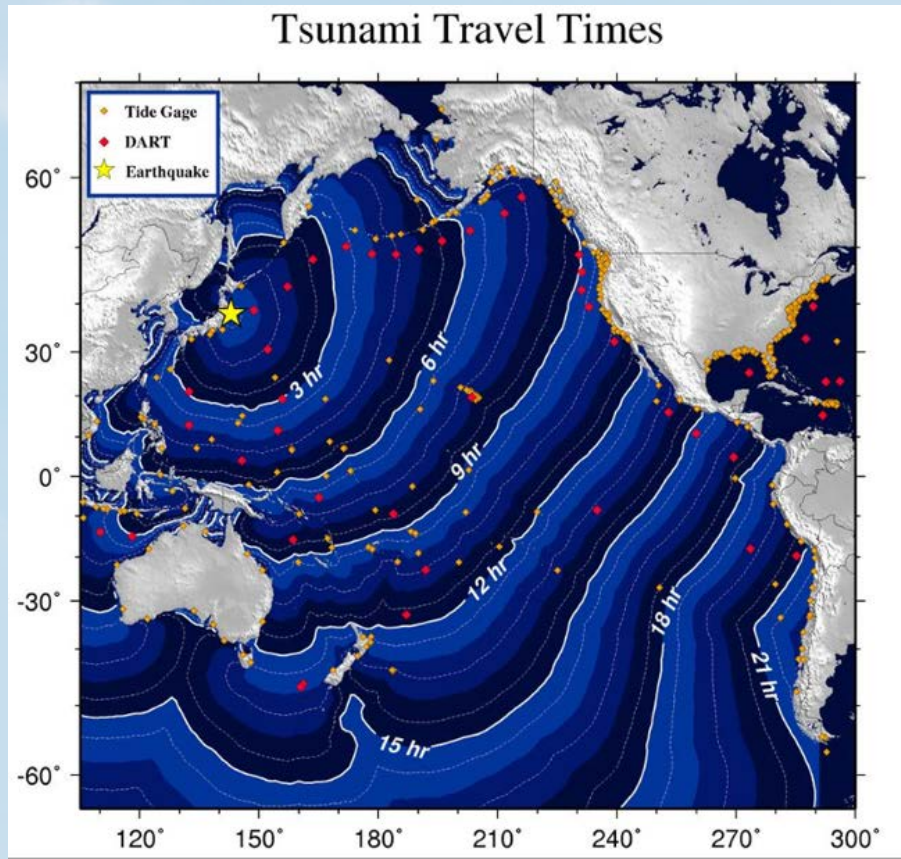 Tsunami Travel Times
Tide Gage
DART
Earthquake
60°
30°
0°
-30°
-60°
3 hr
6 hr
9 hr
12 hr
15 hr
18 hr
21 hr
120° 150° 180° 210° 240° 270° 300°